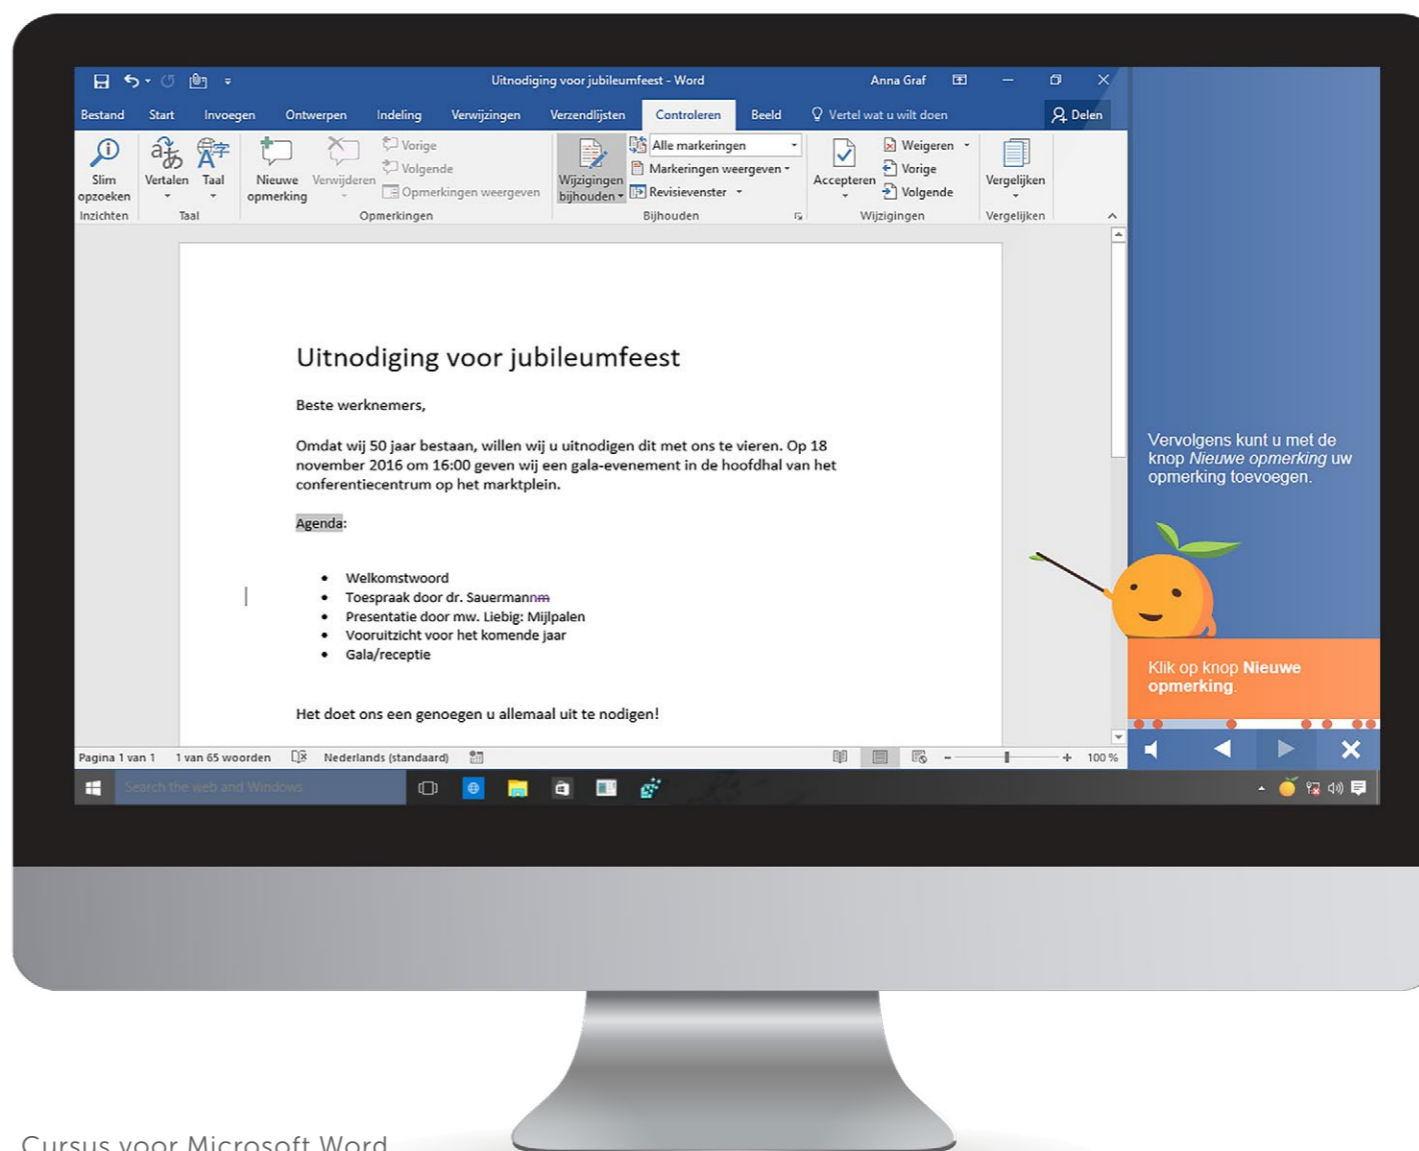 Uitnodiging voor jubileumfeest - Word
Anna Graf
Bestand Start Invoegen Ontwerpen Indeling Verwijzingen Verzendlijsten Controleren Beeld Vertel wat u wilt doen Delen
Slim opzoeken
Inzichten
Vertalen
Taal
Taal
Nieuwe opmerking
Verwijderen
Vorige
Volgende
Opmerkingen weergeven
Opmerkingen
Wijzigingen bijhouden
Alle markeringen
Markeringen weergeven
Revisievenster
Bijhouden
Accepteren
Weigeren
Vorige
Volgende
Wijzigingen
Vergelijken
Vergelijken
Uitnodiging voor jubileumfeest
Beste werknemers,
Omdat wij 50 jaar bestaan, willen wij u uitnodigen dit met ons te vieren. Op 18
november 2016 om 16:00 geven wij een gala-evenement in de hoofdhal van het
conferentiecentrum op het marktplein.
Agenda:
• Welkomstwoord
• Toespraak door dr. Sauermannm
• Presentatie door mw. Liebig: Mijlpalen
• Vooruitzicht voor het komende jaar
• Gala/receptie
Het doet ons een genoegen u allemaal uit te nodigen!
Vervolgens kunt u met de
knop Nieuwe opmerking uw
opmerking toevoegen.
Klik op knop Nieuwe
opmerking.
Pagina 1 van 1 1 van 65 woorden Nederlands (standaard) 100 %
Search the web and Windows
Cursus voor Microsoft Word